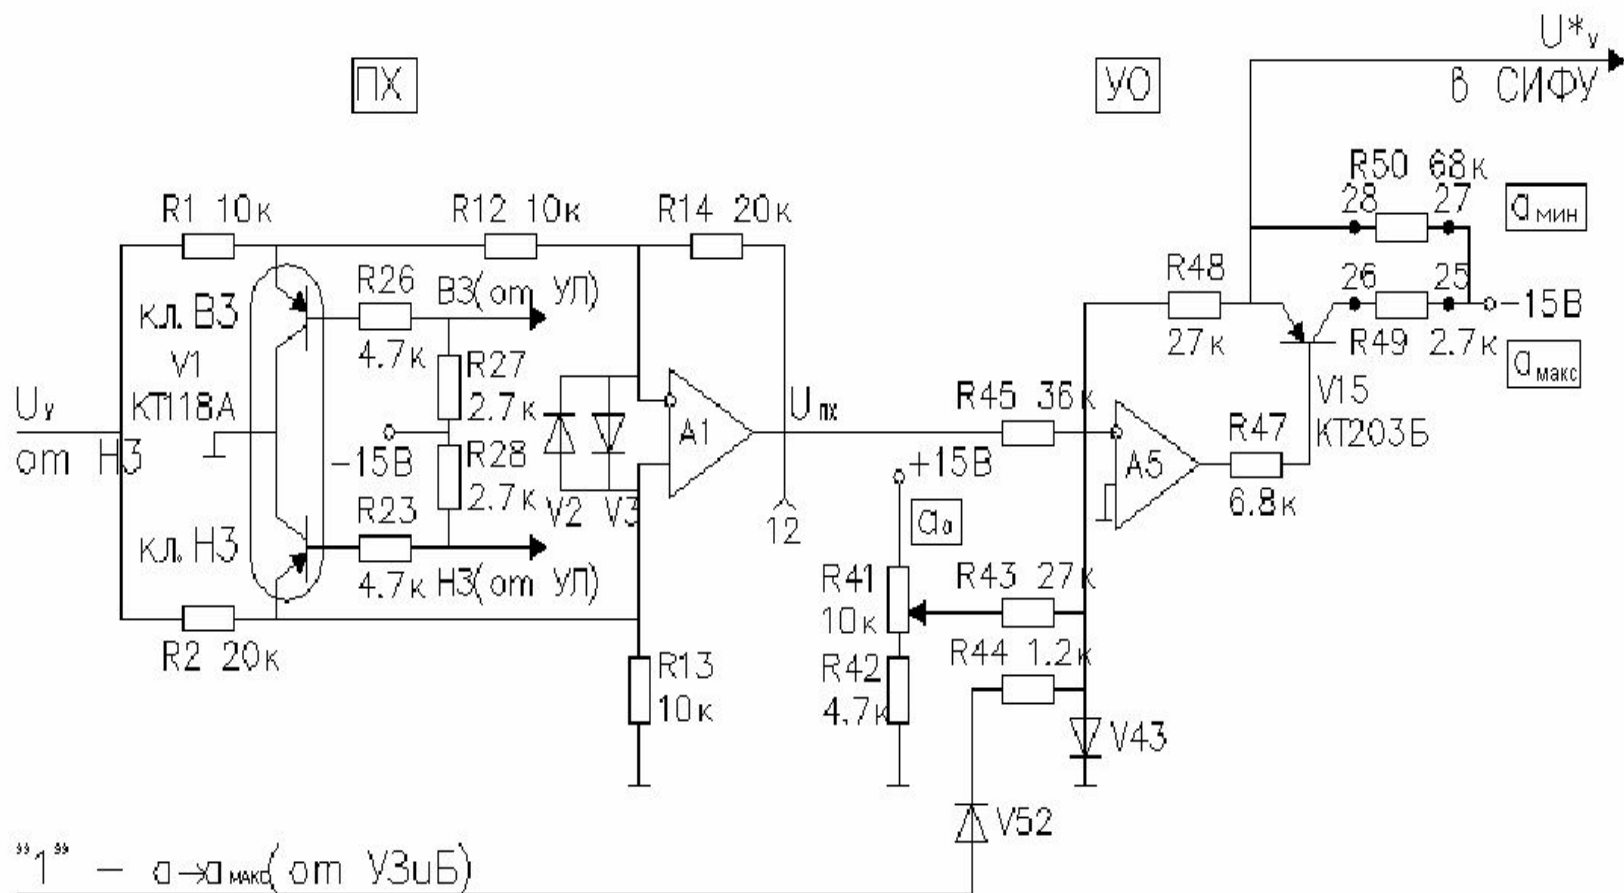 U*у
в СИФУ
ПХ
УО
R50 68к
28
27
αмин
R1 10к
R12 10к
R14 20к
R48
27к
26
25
-15В
R49 2.7к
αмакс
R26
4.7к
ВЗ(от УЛ)
кл. ВЗ
V1
КТ118А
R27
2.7к
-15В
R28
2.7к
Uу
от НЗ
A1
Uпх
R45 36к
V15
КТ203Б
R47
6.8к
A5
+15В
α₀
V2
V3
12
R23
4.7к
кл. НЗ
НЗ(от УЛ)
R41
10к
R43 27к
R2 20к
R13
10к
R42
4.7к
R44 1.2к
V43
V52
"1" – α→αмакс(от УЗиБ)